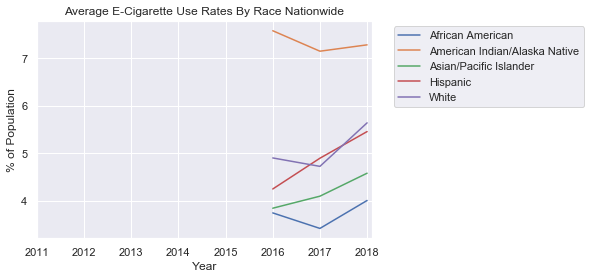 Average E-Cigarette Use Rates By Race Nationwide
African American
American Indian/Alaska Native
Asian/Pacific Islander
Hispanic
White
% of Population
7
6
5
4
2011 2012 2013 2014 2015 2016 2017 2018
Year